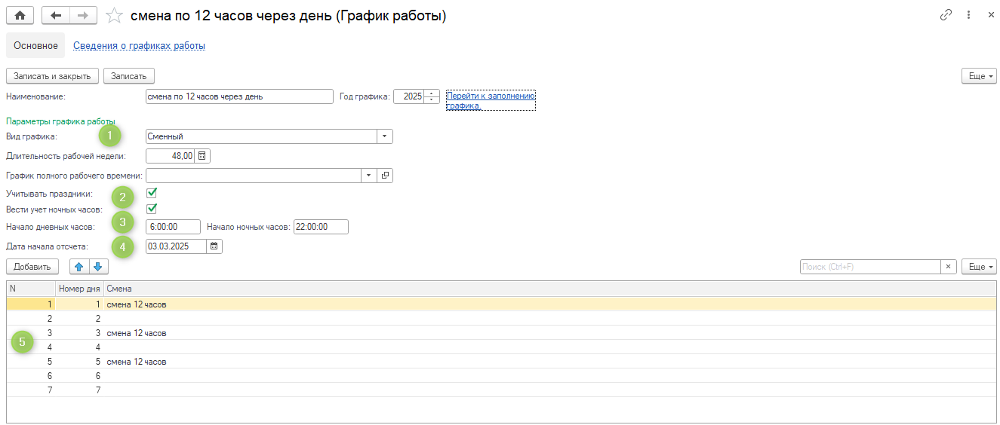 смена по 12 часов через день (График работы)
Основное Сведения о графиках работы
Записать и закрыть Записать Еще
Наименование: смена по 12 часов через день Год графика: 2025 Перейти к заполнению
графика.
Параметры графика работы
Вид графика: 1 Сменный
Длительность рабочей недели: 48,00
График полного рабочего времени:
Учитывать праздники: 2
Вести учет ночных часов:
Начало дневных часов: 3 6:00:00 Начало ночных часов: 22:00:00
Дата начала отсчета: 4 03.03.2025
Добавить Поиск (Ctrl+F) × Еще
N Номер дня Смена
1 1 смена 12 часов
2 2
3 3 смена 12 часов
5
4 4
5 5 смена 12 часов
6 6
7 7